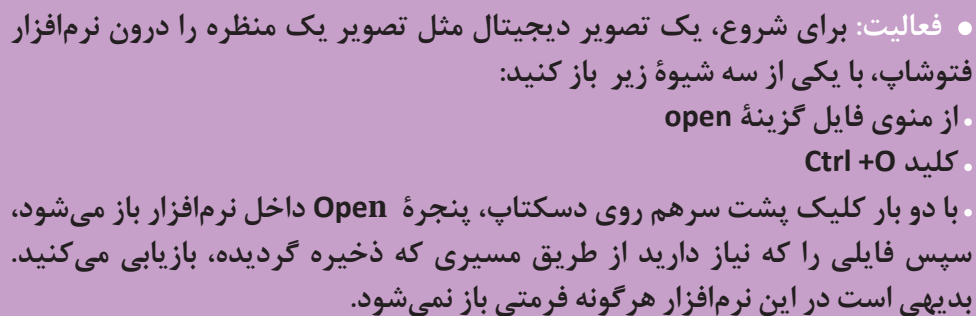 ● فعالیت: برای شروع، یک تصویر دیجیتال مثل تصویر یک منظره را درون نرم‌افزار
فتوشاپ، با یکی از سه شیوهٔ زیر باز کنید:
. از منوی فایل گزینهٔ open
. کلید Ctrl +O
. با دو بار کلیک پشت سرهم روی دسکتاپ، پنجرهٔ Open داخل نرم‌افزار باز می‌شود،
سپس فایلی را که نیاز دارید از طریق مسیری که ذخیره گردیده، بازیابی می‌کنید.
بدیهی است در این نرم‌افزار هرگونه فرمتی باز نمی‌شود.